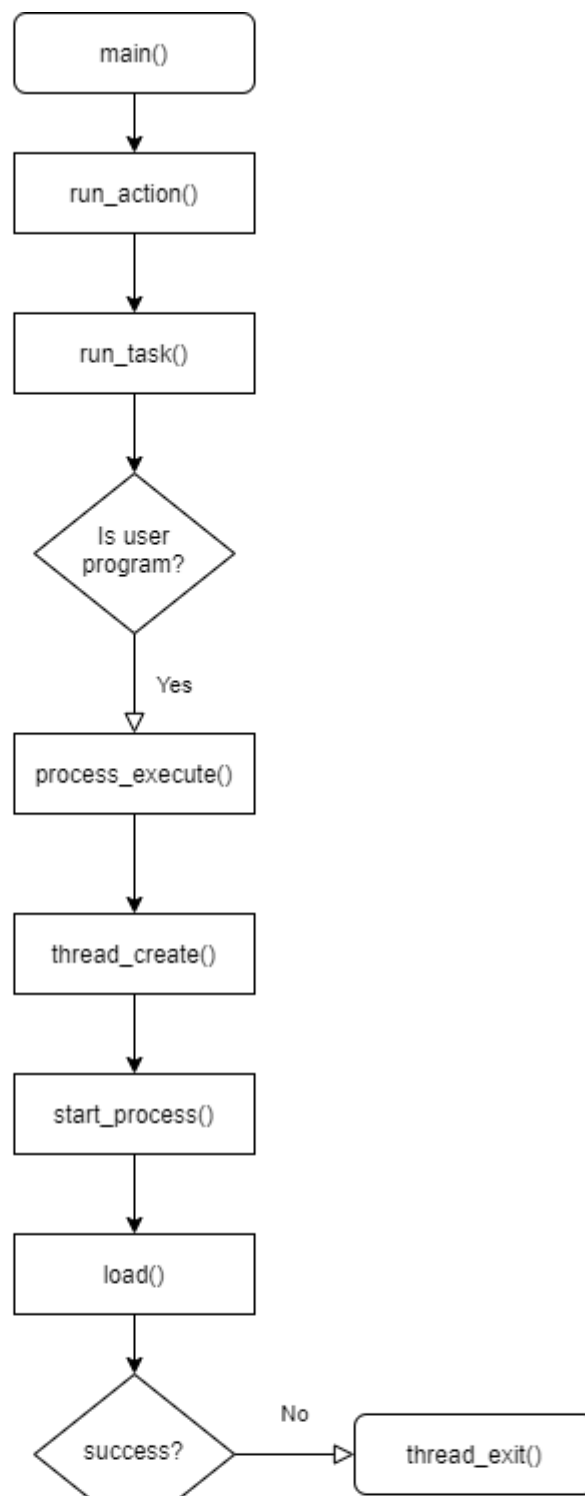 main()
run_action()
run_task()
Is user
program?
Yes
process_execute()
thread_create()
start_process()
load()
success?
No
thread_exit()